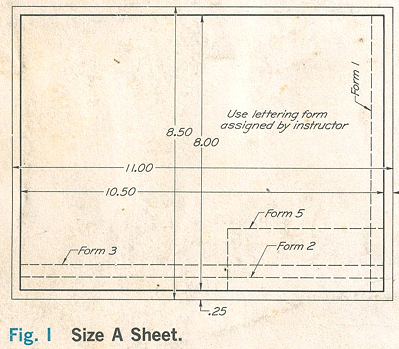 Form 1
Use lettering form
assigned by instructor
8.50
8.00
11.00
10.50
Form 5
Form 3
Form 2
.25
Fig. I Size A Sheet.